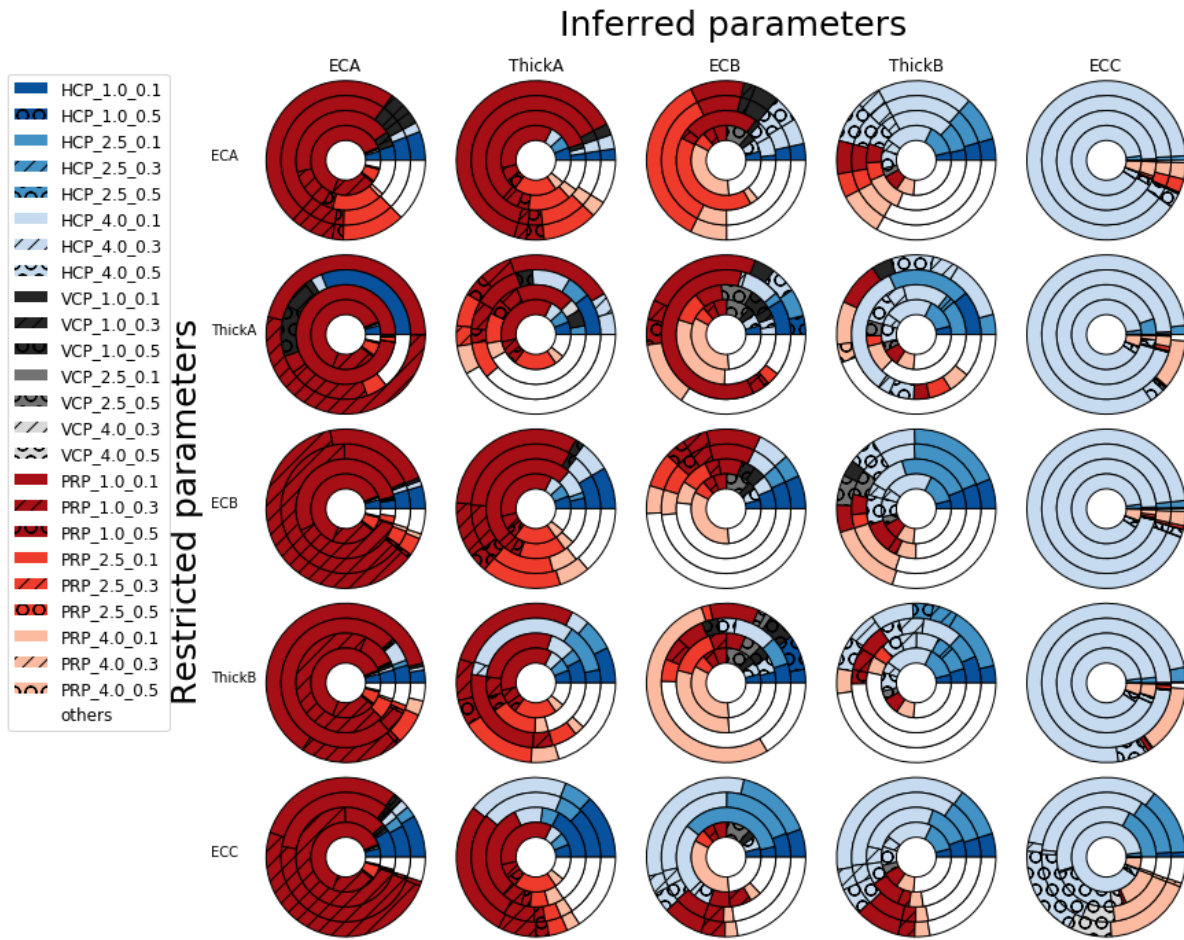 Inferred parameters
ECA ThickA ECB ThickB ECC
HCP_1.0_0.1
HCP_1.0_0.5
HCP_2.5_0.1
HCP_2.5_0.3
HCP_2.5_0.5
HCP_4.0_0.1
HCP_4.0_0.3
HCP_4.0_0.5
VCP_1.0_0.1
VCP_1.0_0.3
VCP_1.0_0.5
VCP_2.5_0.1
VCP_2.5_0.5
VCP_4.0_0.3
VCP_4.0_0.5
PRP_1.0_0.1
PRP_1.0_0.3
PRP_1.0_0.5
PRP_2.5_0.1
PRP_2.5_0.3
PRP_2.5_0.5
PRP_4.0_0.1
PRP_4.0_0.3
PRP_4.0_0.5
others
Restricted parameters
ECA
ThickA
ECB
ThickB
ECC